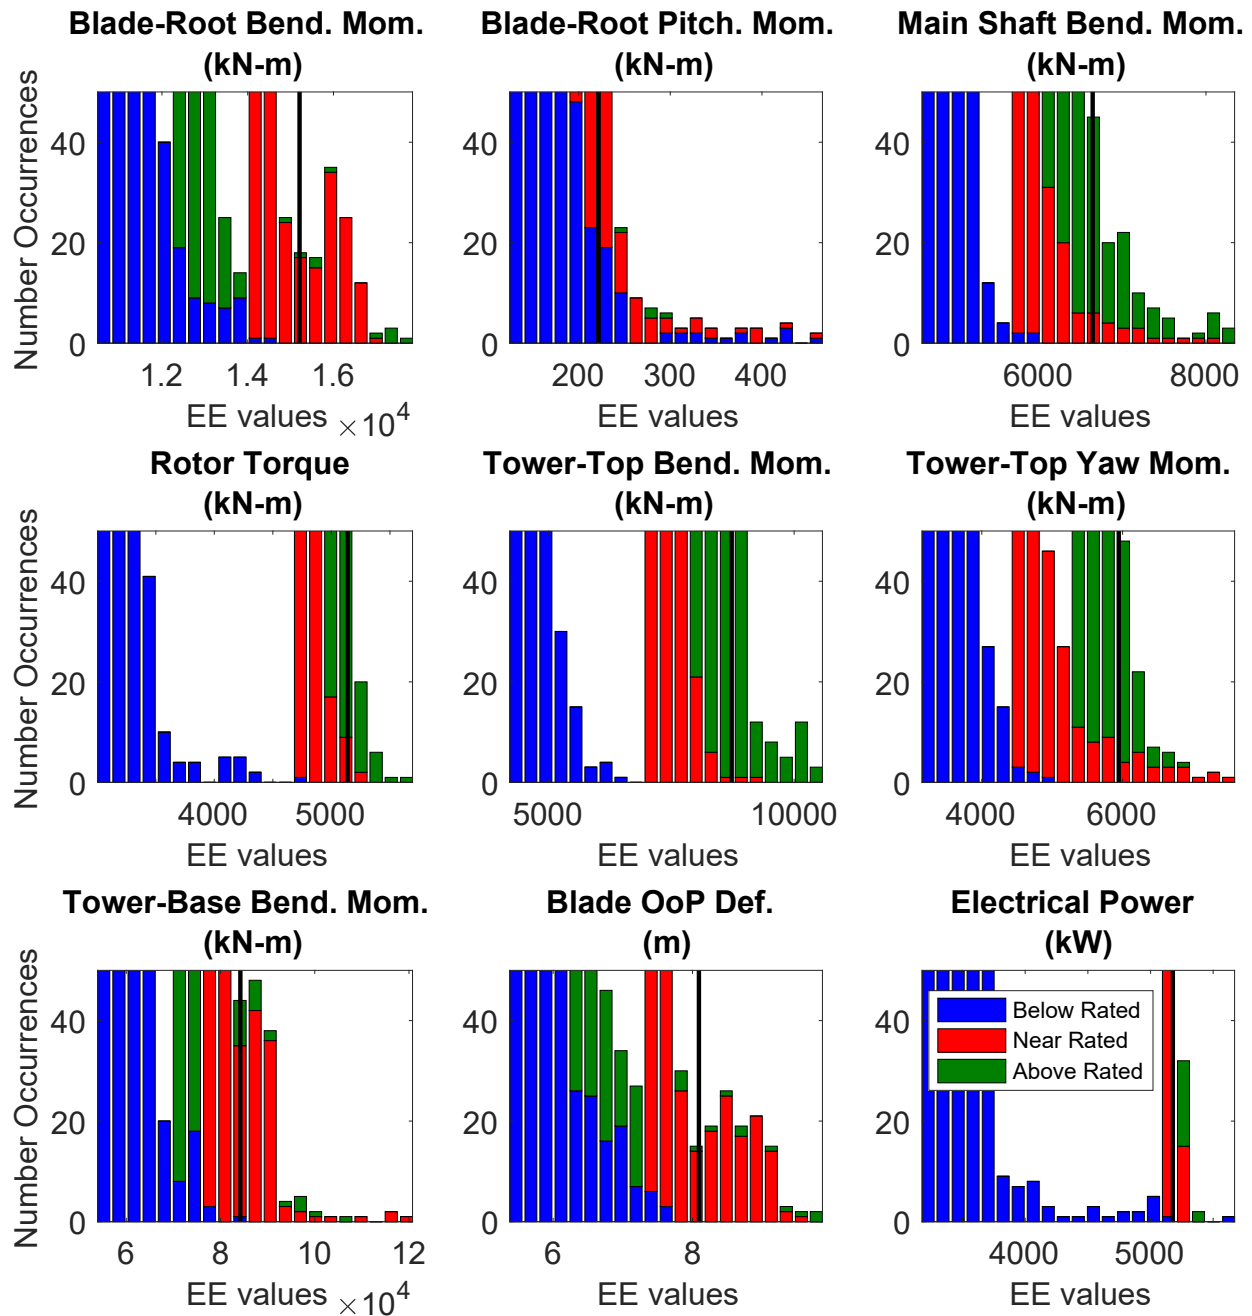 Blade-Root Bend. Mom.
(kN-m)
Blade-Root Pitch. Mom.
(kN-m)
Main Shaft Bend. Mom.
(kN-m)
Number Occurrences
40
20
0
1.2
1.4
1.6
EE values
×10^4
40
20
0
200
300
400
EE values
40
20
0
6000
8000
EE values
Rotor Torque
(kN-m)
Tower-Top Bend. Mom.
(kN-m)
Tower-Top Yaw Mom.
(kN-m)
Number Occurrences
40
20
0
4000
5000
EE values
40
20
0
5000
10000
EE values
40
20
0
4000
6000
EE values
Tower-Base Bend. Mom.
(kN-m)
Blade OoP Def.
(m)
Electrical Power
(kW)
Number Occurrences
40
20
0
6
8
10
12
EE values
×10^4
40
20
0
6
8
EE values
40
20
0
Below Rated
Near Rated
Above Rated
4000
5000
EE values